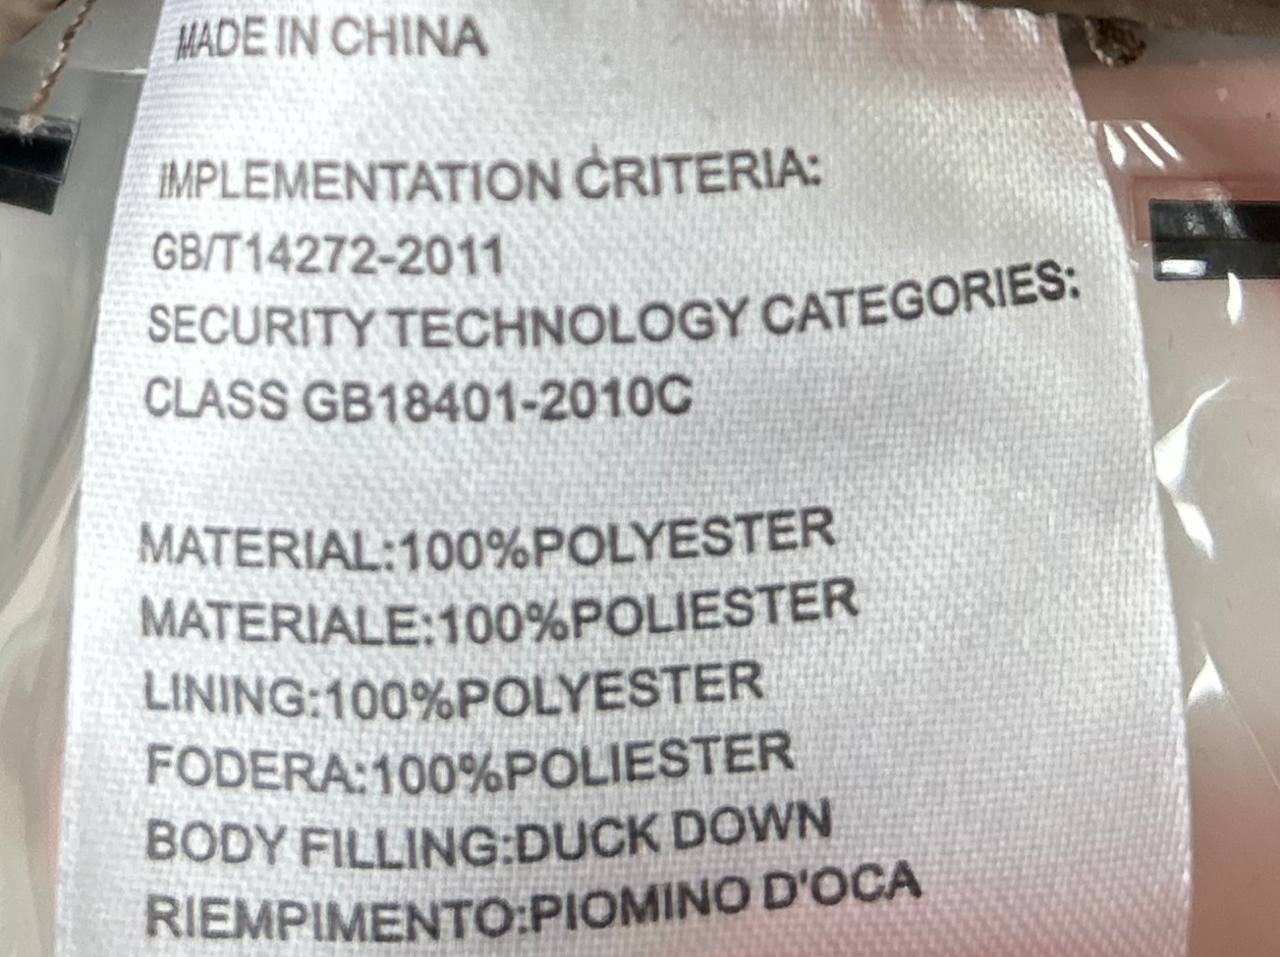 MADE IN CHINA
IMPLEMENTATION CRITERIA:
GB/T14272-2011
SECURITY TECHNOLOGY CATEGORIES:
CLASS GB18401-2010C
MATERIAL:100%POLYESTER
MATERIALE:100%POLIESTER
LINING:100%POLYESTER
FODERA:100%POLIESTER
BODY FILLING:DUCK DOWN
RIEMPIMENTO:PIOMINO D'OCA